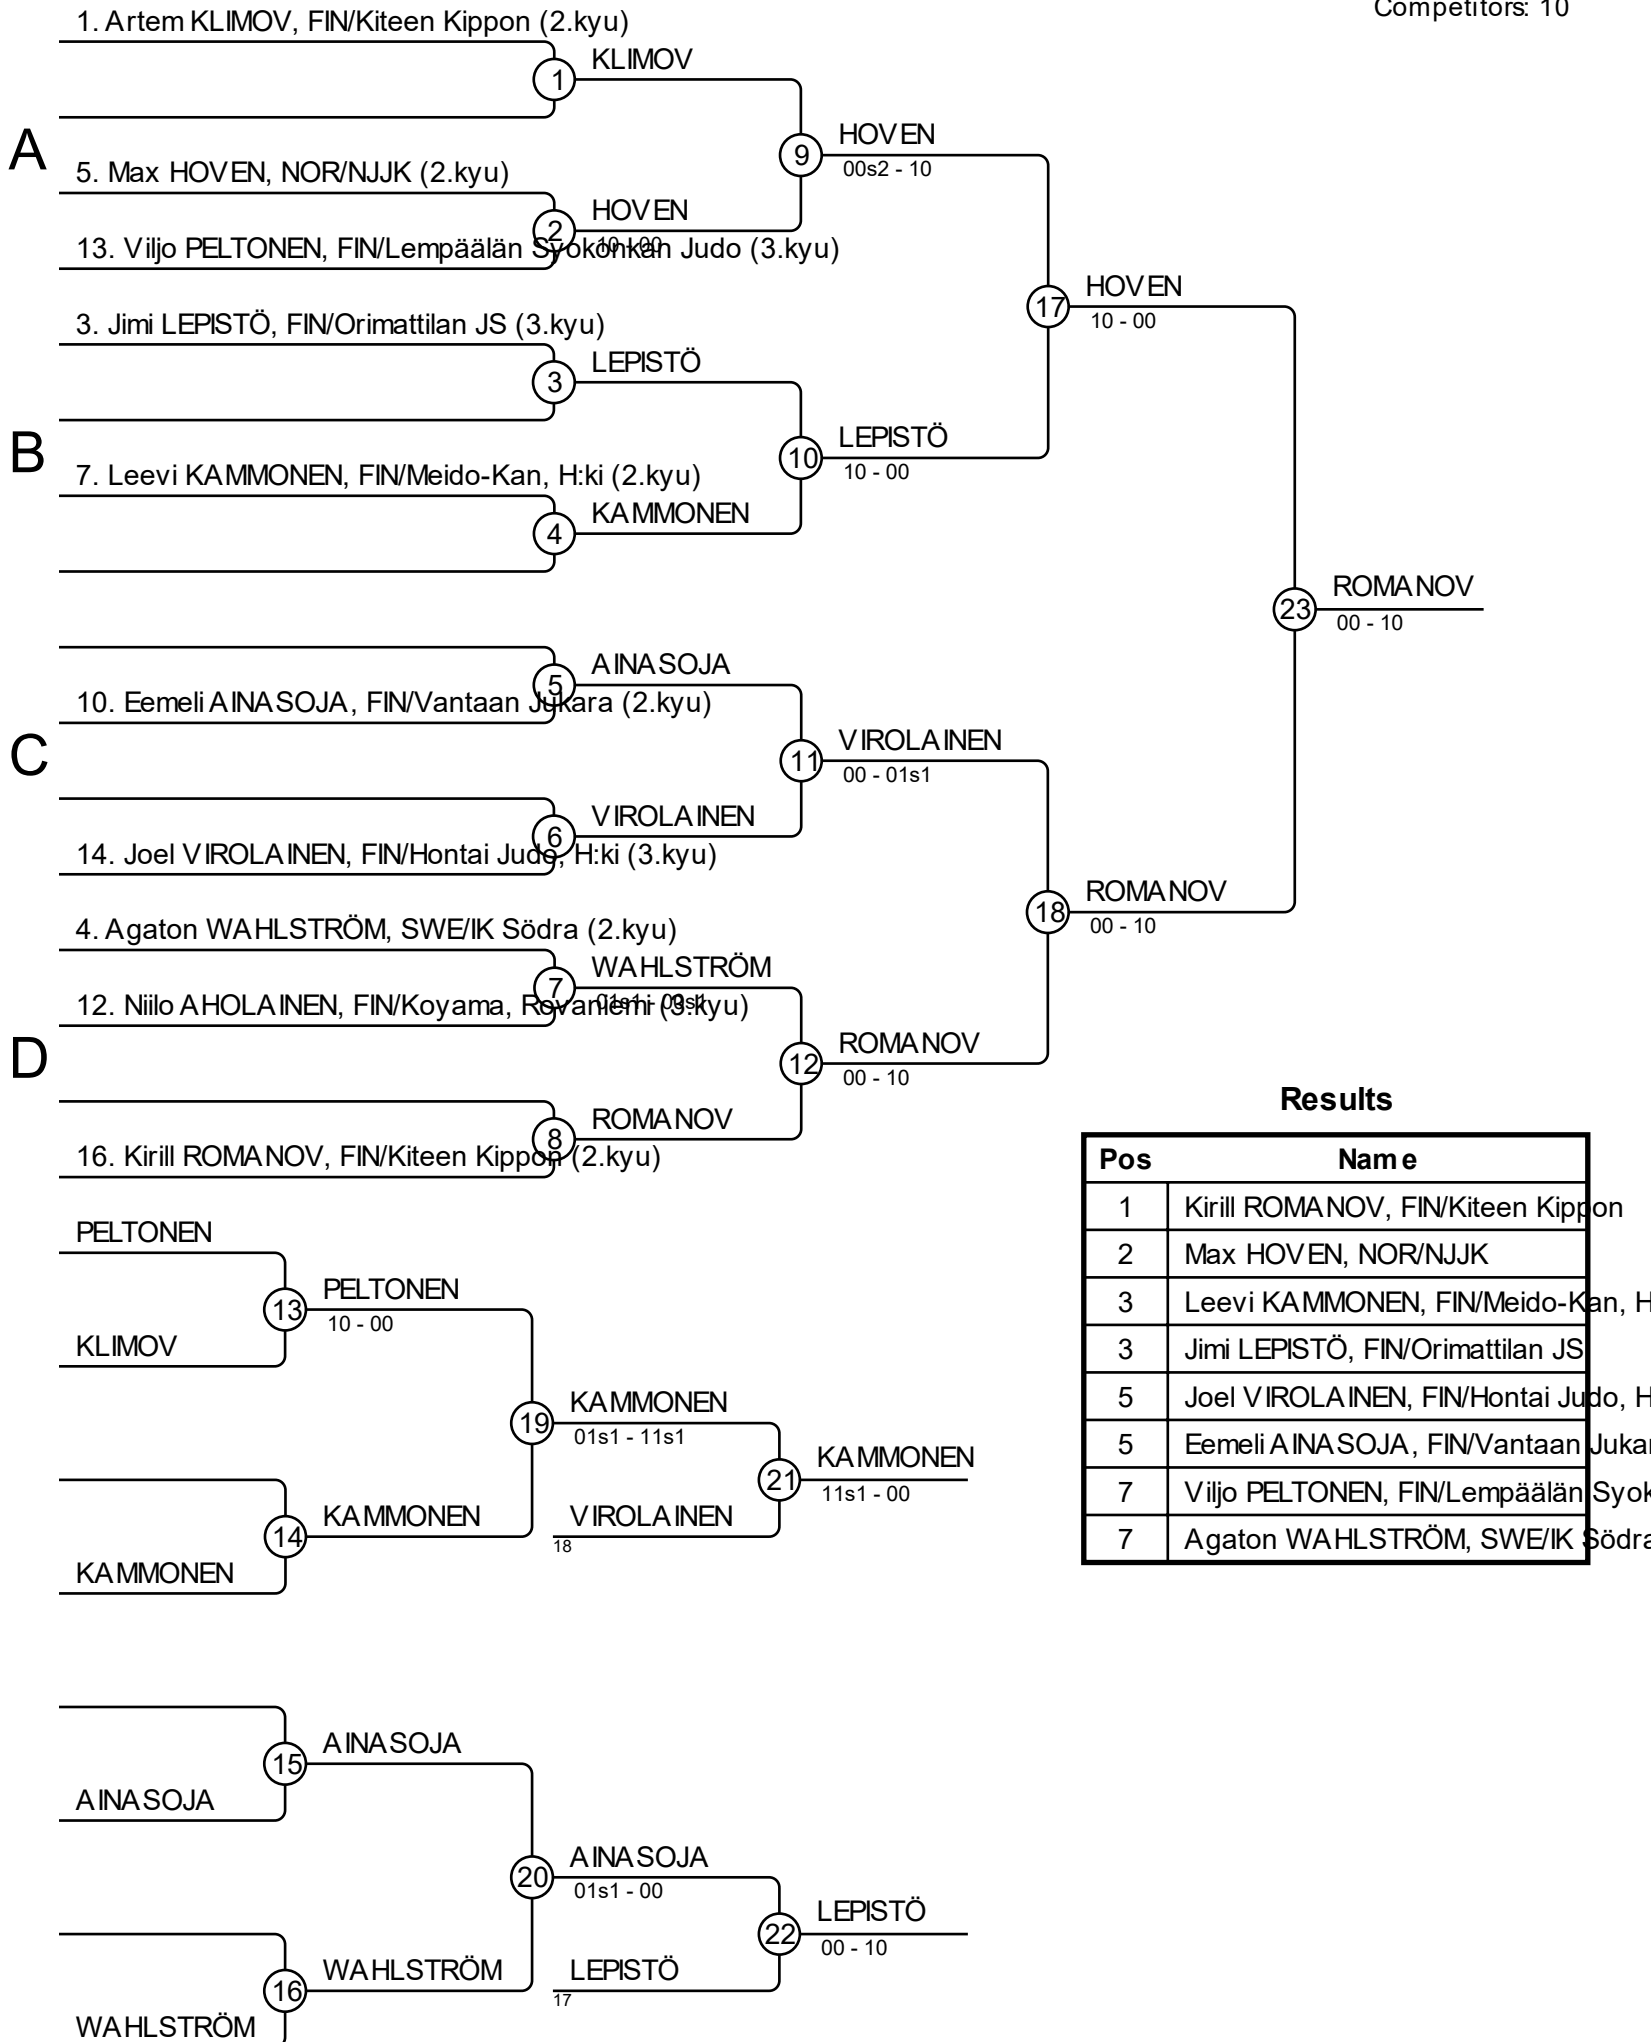 Competitors: 10
1. Artem KLIMOV, FIN/Kiteen Kippon (2.kyu)
1
KLIMOV
A
9
HOVEN
00s2 - 10
5. Max HOVEN, NOR/NJJK (2.kyu)
2
HOVEN
10 - 00
13. Viljo PELTONEN, FIN/Lempäälän Syokonkan Judo (3.kyu)
17
HOVEN
10 - 00
3. Jimi LEPISTÖ, FIN/Orimattilan JS (3.kyu)
3
LEPISTÖ
B
10
LEPISTÖ
10 - 00
7. Leevi KAMMONEN, FIN/Meido-Kan, H:ki (2.kyu)
4
KAMMONEN
23
ROMANOV
00 - 10
5
AINASOJA
10. Eemeli AINASOJA, FIN/Vantaan Jukara (2.kyu)
C
11
VIROLAINEN
00 - 01s1
6
VIROLAINEN
14. Joel VIROLAINEN, FIN/Hontai Judo, H:ki (3.kyu)
18
ROMANOV
00 - 10
4. Agaton WAHLSTRÖM, SWE/IK Södra (2.kyu)
7
WAHLSTRÖM
12. Niilo AHOLAINEN, FIN/Koyama, Rovaniemi (3.kyu)
D
12
ROMANOV
00 - 10
8
ROMANOV
16. Kirill ROMANOV, FIN/Kiteen Kippon (2.kyu)
PELTONEN
13
PELTONEN
10 - 00
KLIMOV
19
KAMMONEN
01s1 - 11s1
14
KAMMONEN
KAMMONEN
21
KAMMONEN
11s1 - 00
VIROLAINEN
18
15
AINASOJA
AINASOJA
20
AINASOJA
01s1 - 00
16
WAHLSTRÖM
WAHLSTRÖM
22
LEPISTÖ
00 - 10
LEPISTÖ
17
Results
Pos Name
1 Kirill ROMANOV, FIN/Kiteen Kippon
2 Max HOVEN, NOR/NJJK
3 Leevi KAMMONEN, FIN/Meido-Kan, H
3 Jimi LEPISTÖ, FIN/Orimattilan JS
5 Joel VIROLAINEN, FIN/Hontai Judo, H
5 Eemeli AINASOJA, FIN/Vantaan Juka
7 Viljo PELTONEN, FIN/Lempäälän Syok
7 Agaton WAHLSTRÖM, SWE/IK Södra